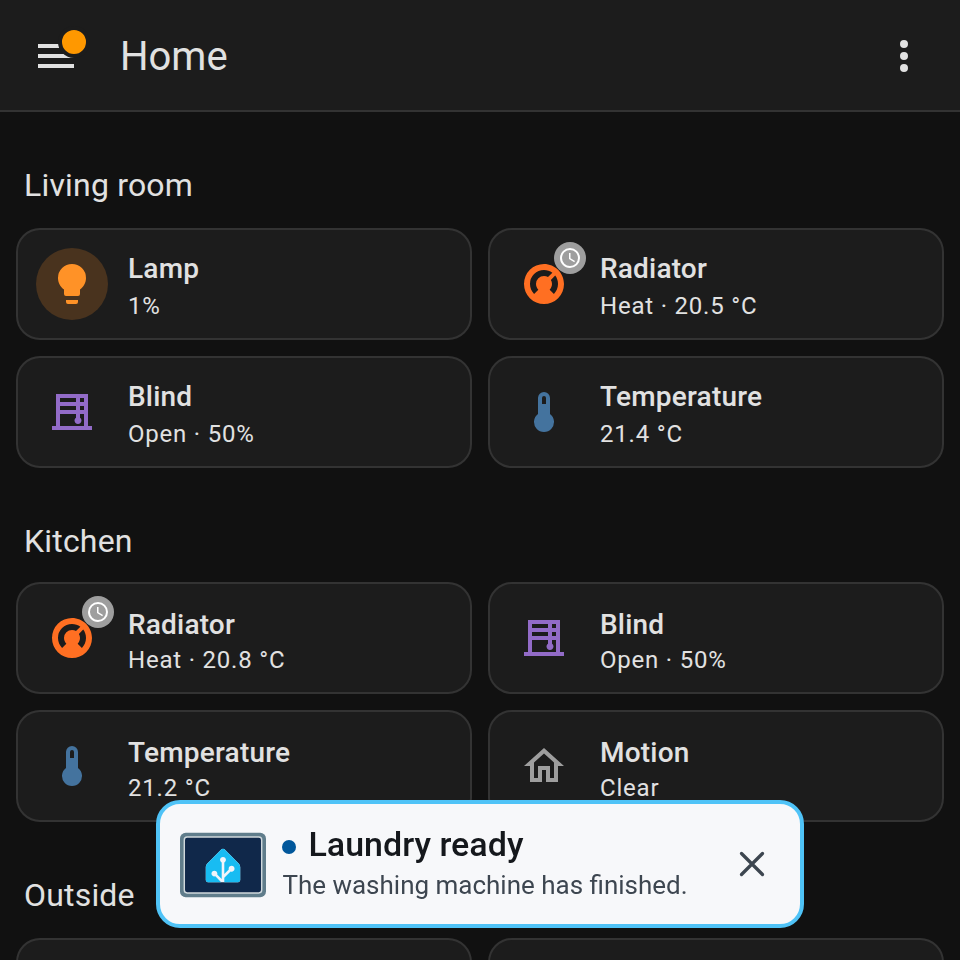 Home
Living room
Lamp
1%
Radiator
Heat · 20.5 °C
Blind
Open · 50%
Temperature
21.4 °C
Kitchen
Radiator
Heat · 20.8 °C
Blind
Open · 50%
Temperature
21.2 °C
Motion
Clear
Laundry ready
The washing machine has finished.
Outside